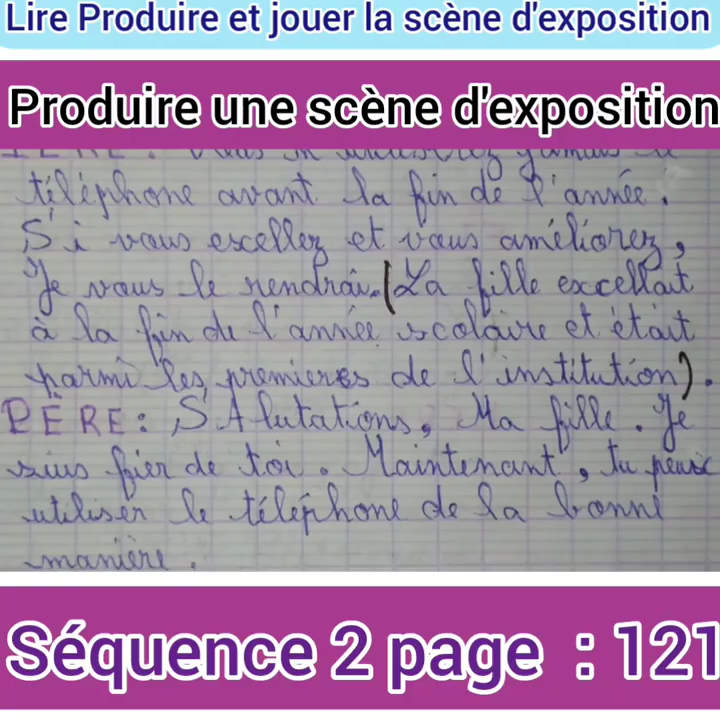 Lire Produire et jouer la scène d'exposition
Produire une scène d'exposition
téléphone avant la fin de l'année.
Si vous excellez et vous améliorez,
Je vous le rendrai. (La fille excellait
à la fin de l'année scolaire et était
parmi les premieres de l'institution).
PÈRE: SAlutations, Ma fille. Je
suis fier de toi. Maintenant, tu peux
utiliser le téléphone de la bonne
manière.
Séquence 2 page : 121